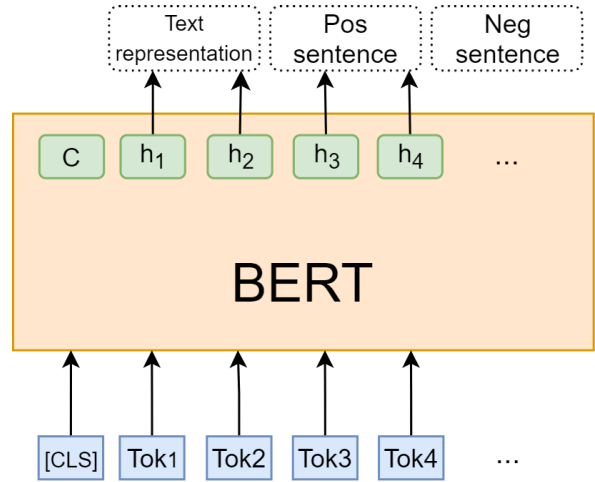 Text
representation
Pos
sentence
Neg
sentence
C
h1
h2
h3
h4
...
BERT
[CLS]
Tok1
Tok2
Tok3
Tok4
...